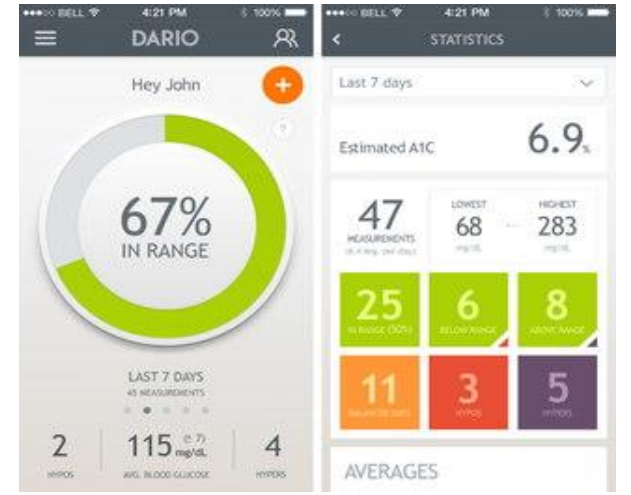 BELL 4:21 PM 100%
DARIO
Hey John
+
?
67%
IN RANGE
LAST 7 DAYS
45 MEASUREMENTS
2
HYPOS
115 mg/dL
AVG. BLOOD GLUCOSE
4
HYPERS
BELL 4:21 PM 100%
STATISTICS
Last 7 days
Estimated A1C
6.9%
47
MEASUREMENTS
LOWEST
68
mg/dL
HIGHEST
283
mg/dL
25
IN RANGE (50%)
6
BELOW RANGE
8
ABOVE RANGE
11
3
HYPOS
5
HYPERS
AVERAGES